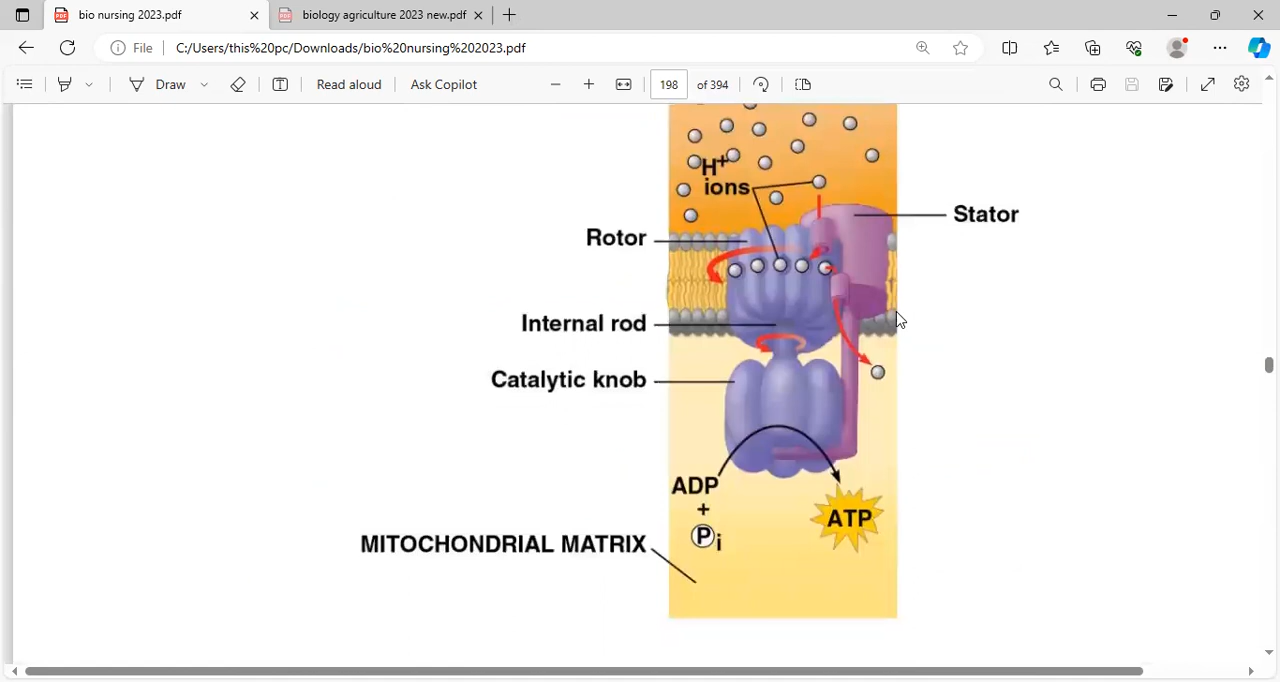 bio nursing 2023.pdf
biology agriculture 2023 new.pdf
File C:/Users/this%20pc/Downloads/bio%20nursing%202023.pdf
Draw Read aloud Ask Copilot 198 of 394
H+
ions
Stator
Rotor
Internal rod
Catalytic knob
ADP
+
Pi
ATP
MITOCHONDRIAL MATRIX